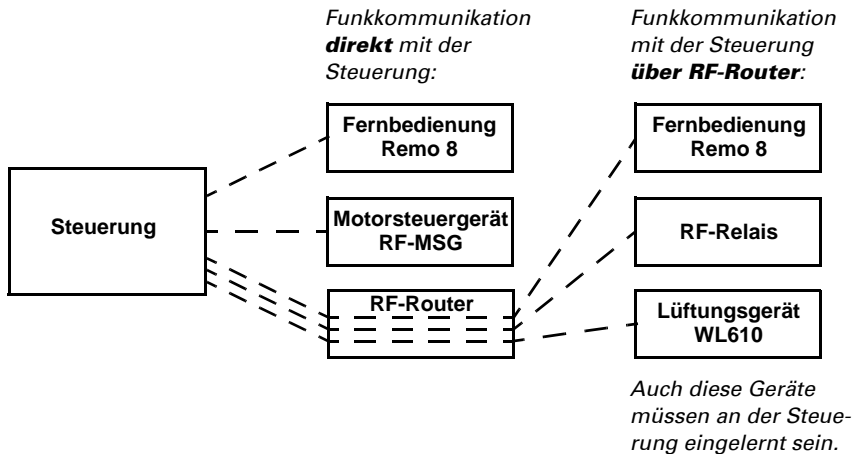 Funkkommunikation
direkt mit der
Steuerung:
Funkkommunikation
mit der Steuerung
über RF-Router:
Steuerung
Fernbedienung
Remo 8
Motorsteuergerät
RF-MSG
RF-Router
Fernbedienung
Remo 8
RF-Relais
Lüftungsgerät
WL610
Auch diese Geräte
müssen an der Steue-
rung eingelernt sein.